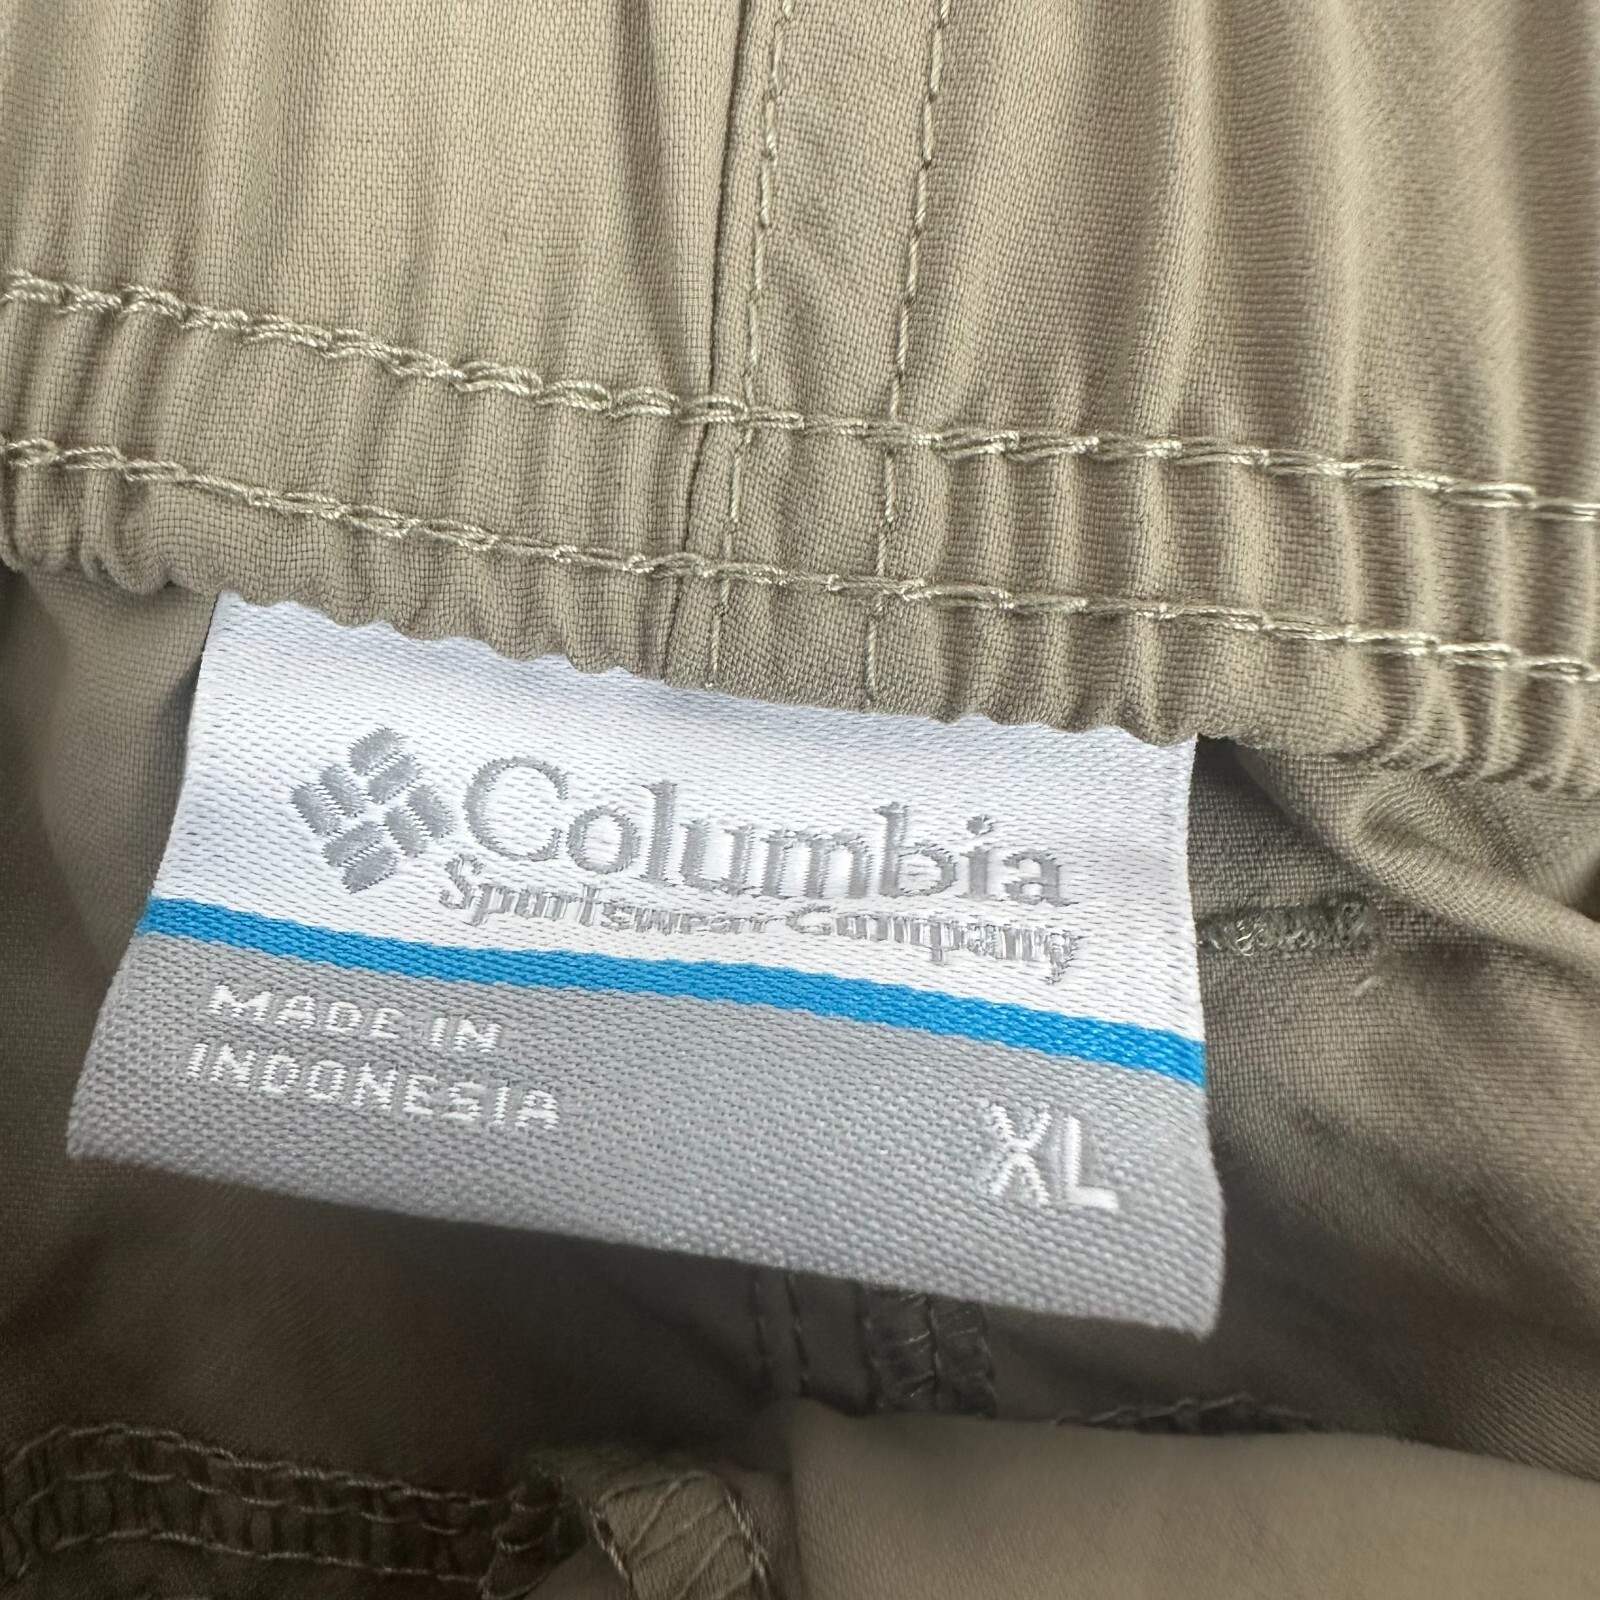 Columbia
Sportswear Company
MADE IN
INDONESIA
XL